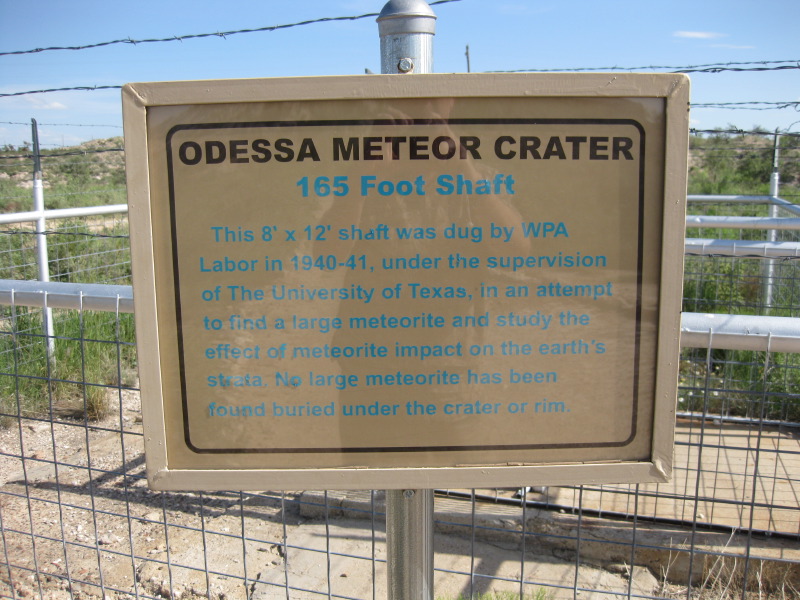 ODESSA METEOR CRATER
165 Foot Shaft
This 8' x 12' shaft was dug by WPA
Labor in 1940-41, under the supervision
of The University of Texas, in an attempt
to find a large meteorite and study the
effect of meteorite impact on the earth's
strata. No large meteorite has been
found buried under the crater or rim.